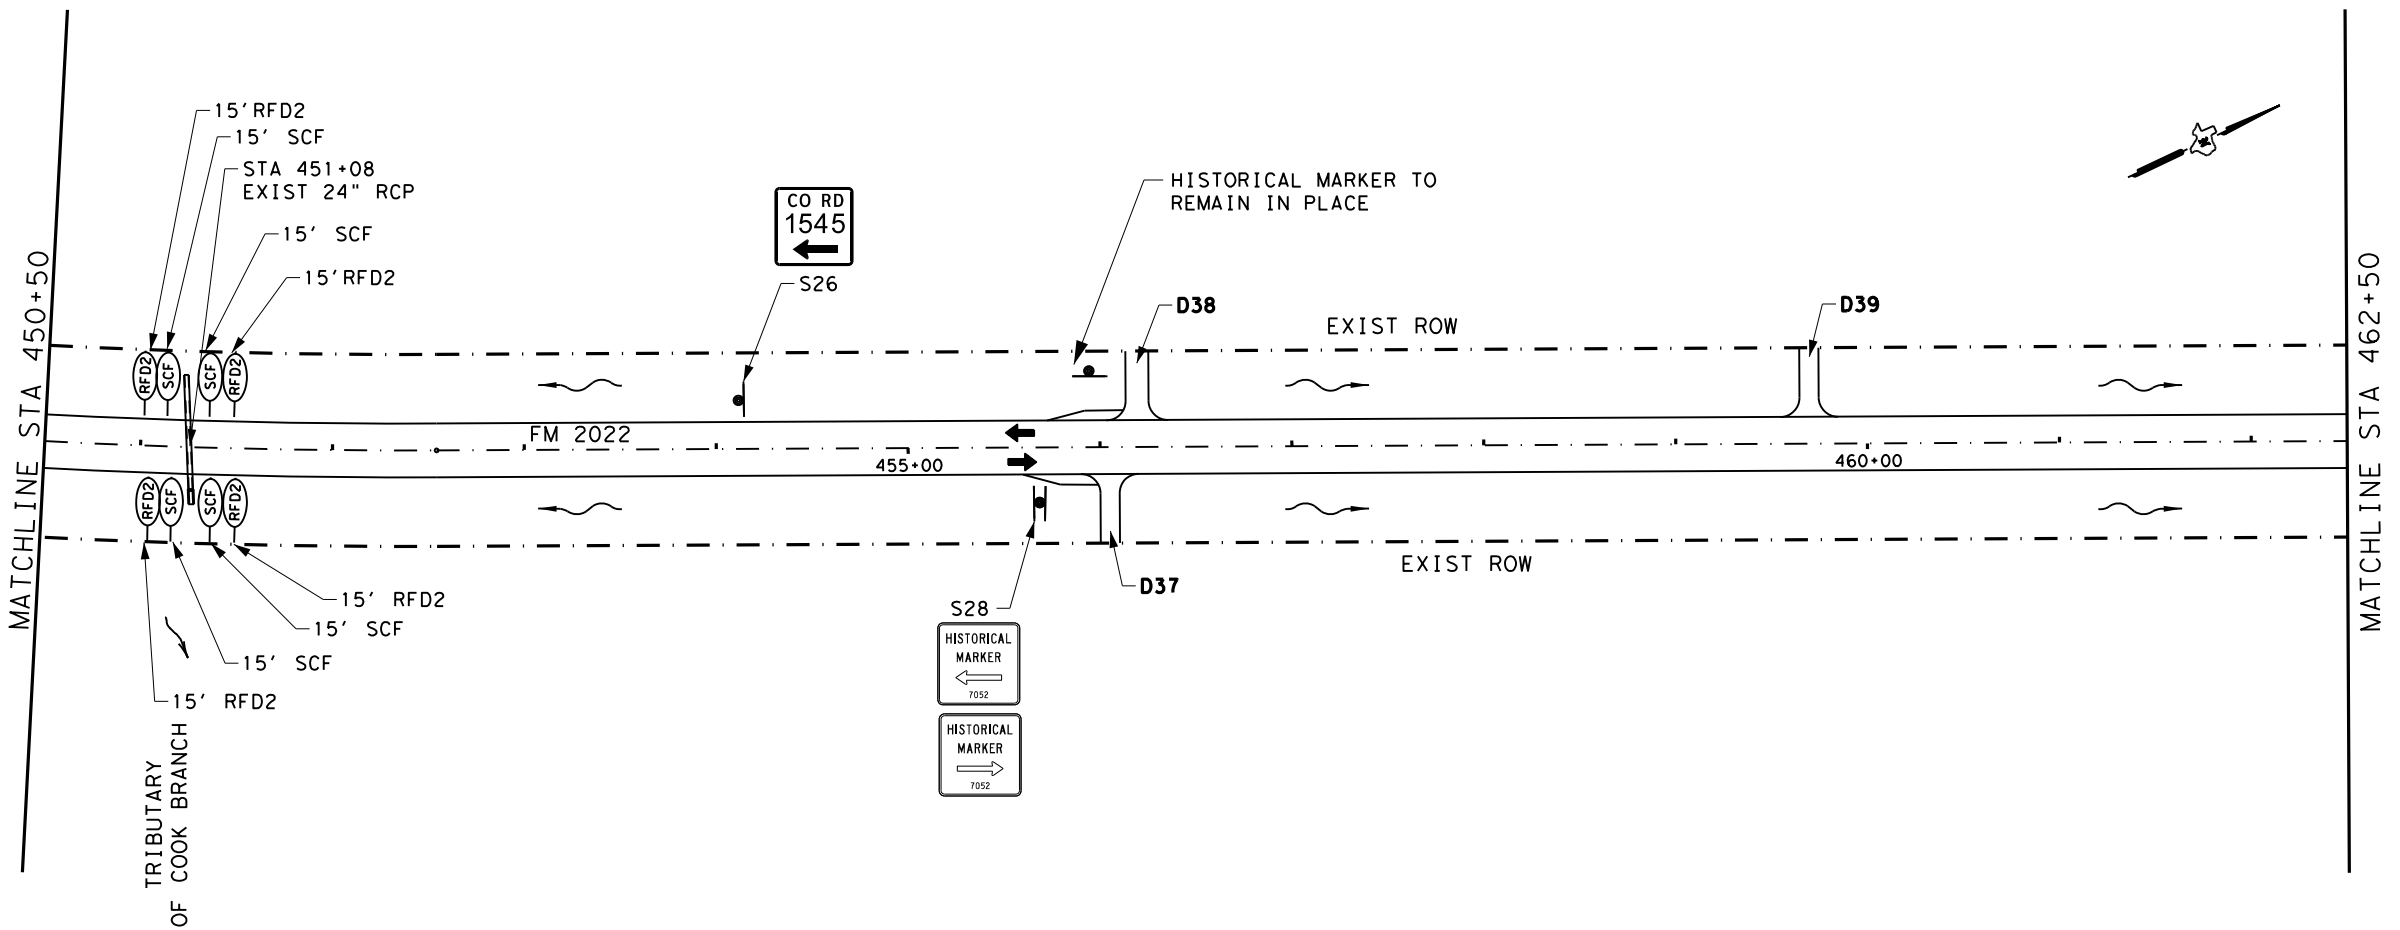 15'RFD2
15' SCF
STA 451+08
EXIST 24" RCP
15' SCF
15'RFD2
CO RD
1545
S26
HISTORICAL MARKER TO
REMAIN IN PLACE
D38
EXIST ROW
D39
MATCHLINE STA 450+50
MATCHLINE STA 462+50
RFD2
SCF
SCF
RFD2
FM 2022
455+00
460+00
RFD2
SCF
SCF
RFD2
EXIST ROW
D37
15' RFD2
15' SCF
15' SCF
15' RFD2
S28
HISTORICAL
MARKER
7052
HISTORICAL
MARKER
7052
TRIBUTARY
OF COOK BRANCH